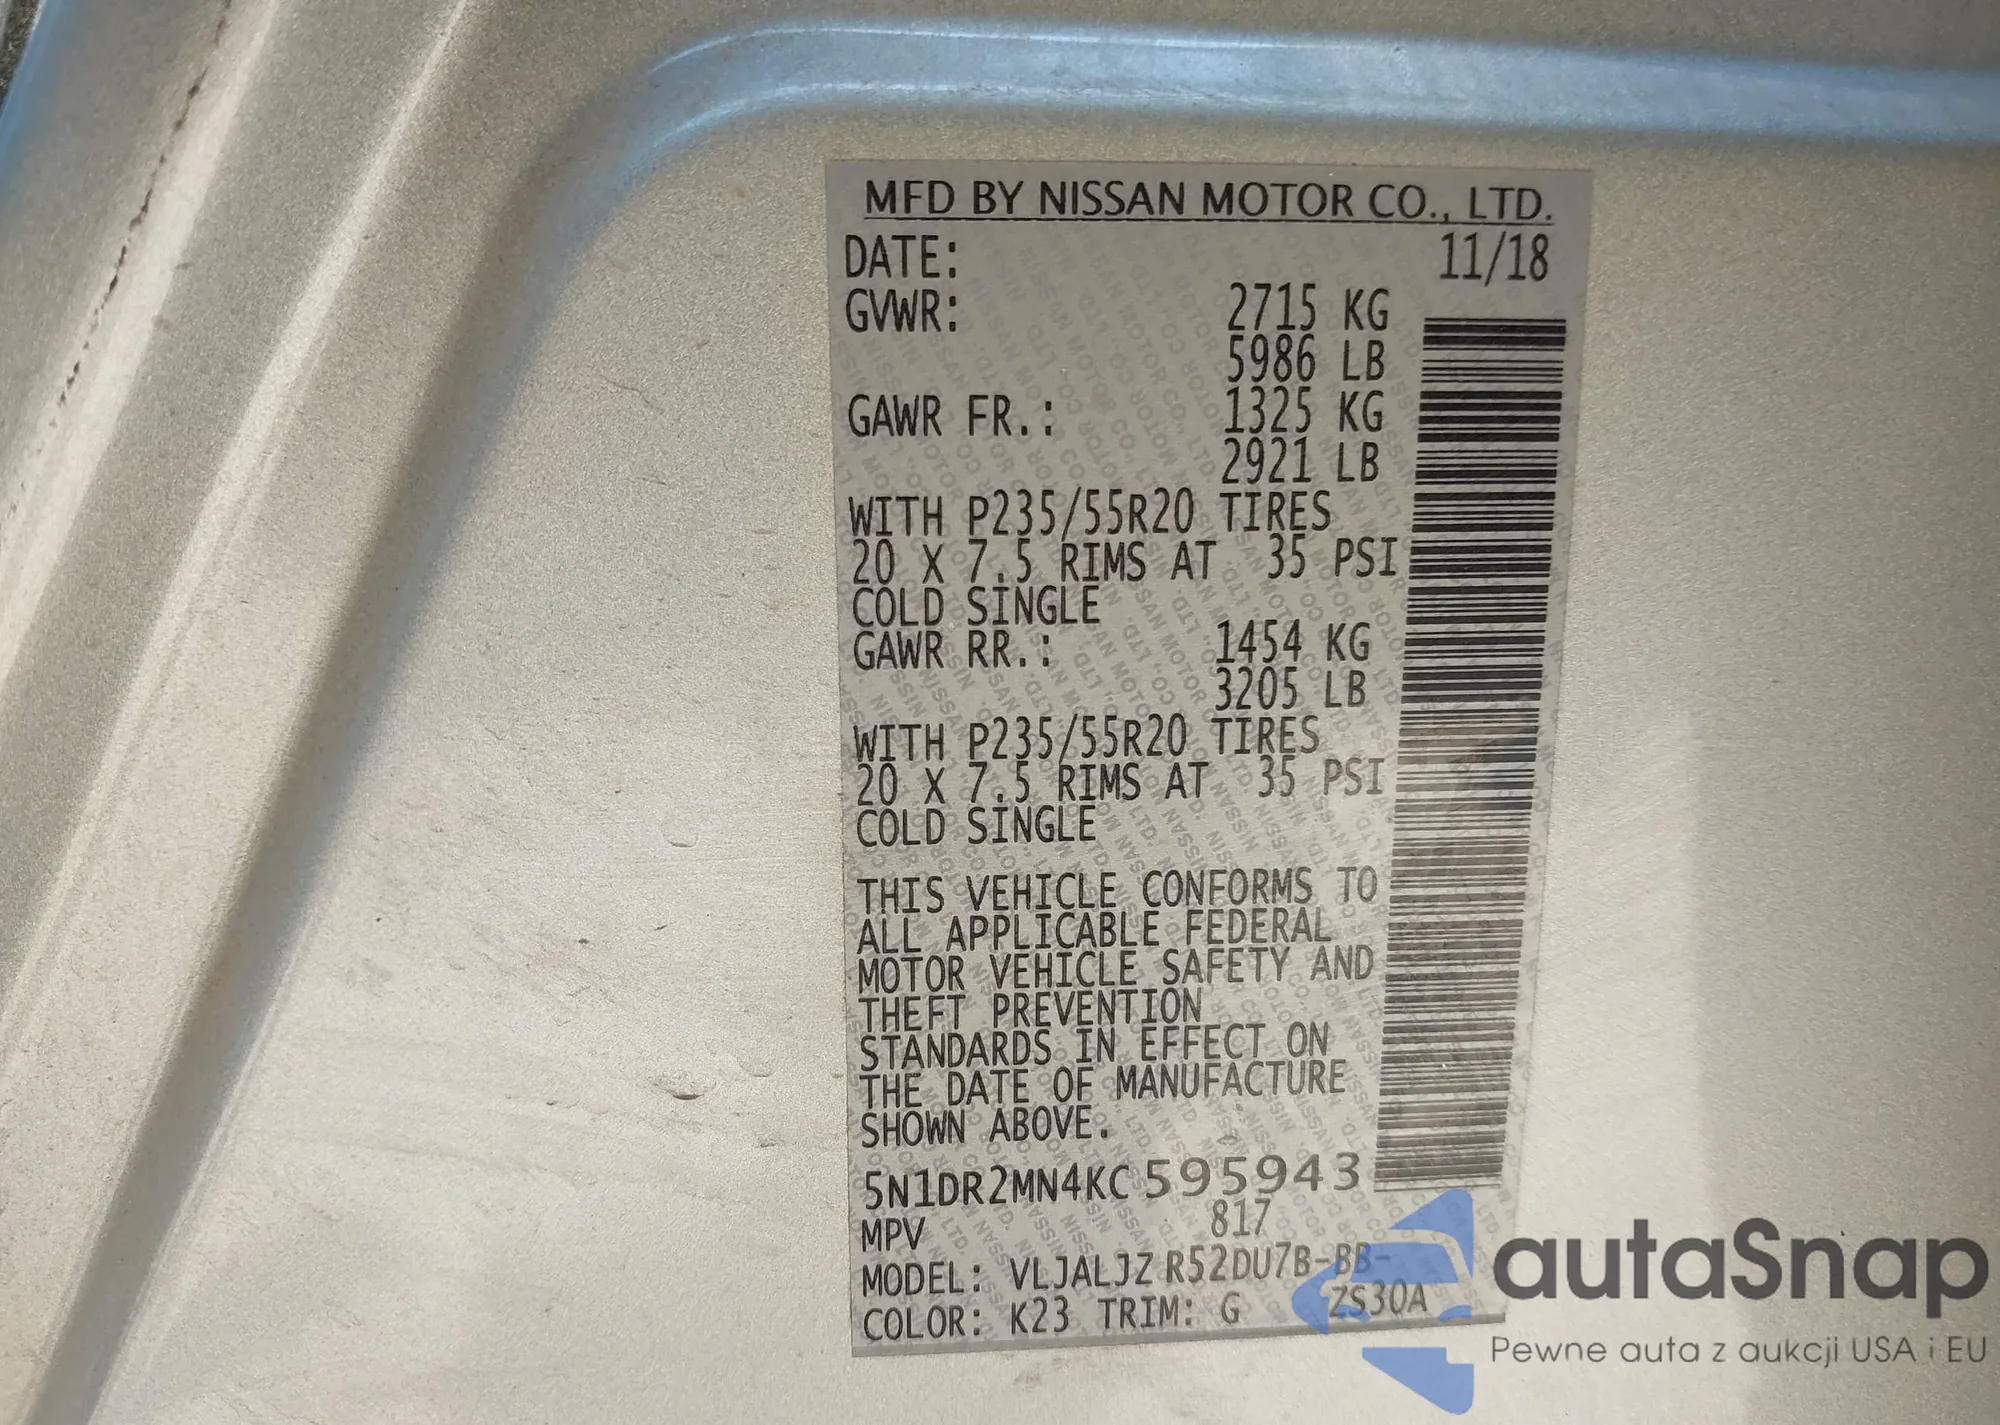 MFD BY NISSAN MOTOR CO., LTD.
DATE: 11/18
GVWR: 2715 KG
5986 LB
GAWR FR.: 1325 KG
2921 LB
WITH P235/55R20 TIRES
20 X 7.5 RIMS AT 35 PSI
COLD SINGLE
GAWR RR.: 1454 KG
3205 LB
WITH P235/55R20 TIRES
20 X 7.5 RIMS AT 35 PSI
COLD SINGLE
THIS VEHICLE CONFORMS TO
ALL APPLICABLE FEDERAL
MOTOR VEHICLE SAFETY AND
THEFT PREVENTION
STANDARDS IN EFFECT ON
THE DATE OF MANUFACTURE
SHOWN ABOVE.
5N1DR2MN4KC595943
MPV 817
MODEL: VLJALJZ R52DU7B-BB-
COLOR: K23 TRIM: G ZS30A
autaSnap
Pewne auta z aukcji USA i EU